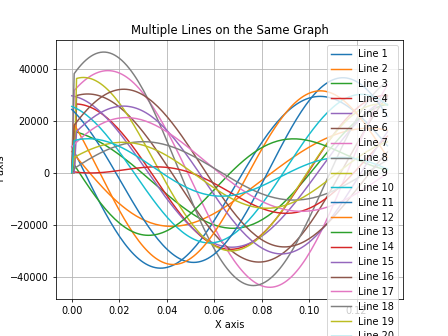 Multiple Lines on the Same Graph
40000
20000
0
−20000
−40000
axis
0.00 0.02 0.04 0.06 0.08 0.10
X axis
Line 1
Line 2
Line 4
Line 5
Line 6
Line 7
Line 8
Line 9
Line 10
Line 11
Line 12
Line 13
Line 14
Line 15
Line 16
Line 17
Line 18
Line 19
Line 20